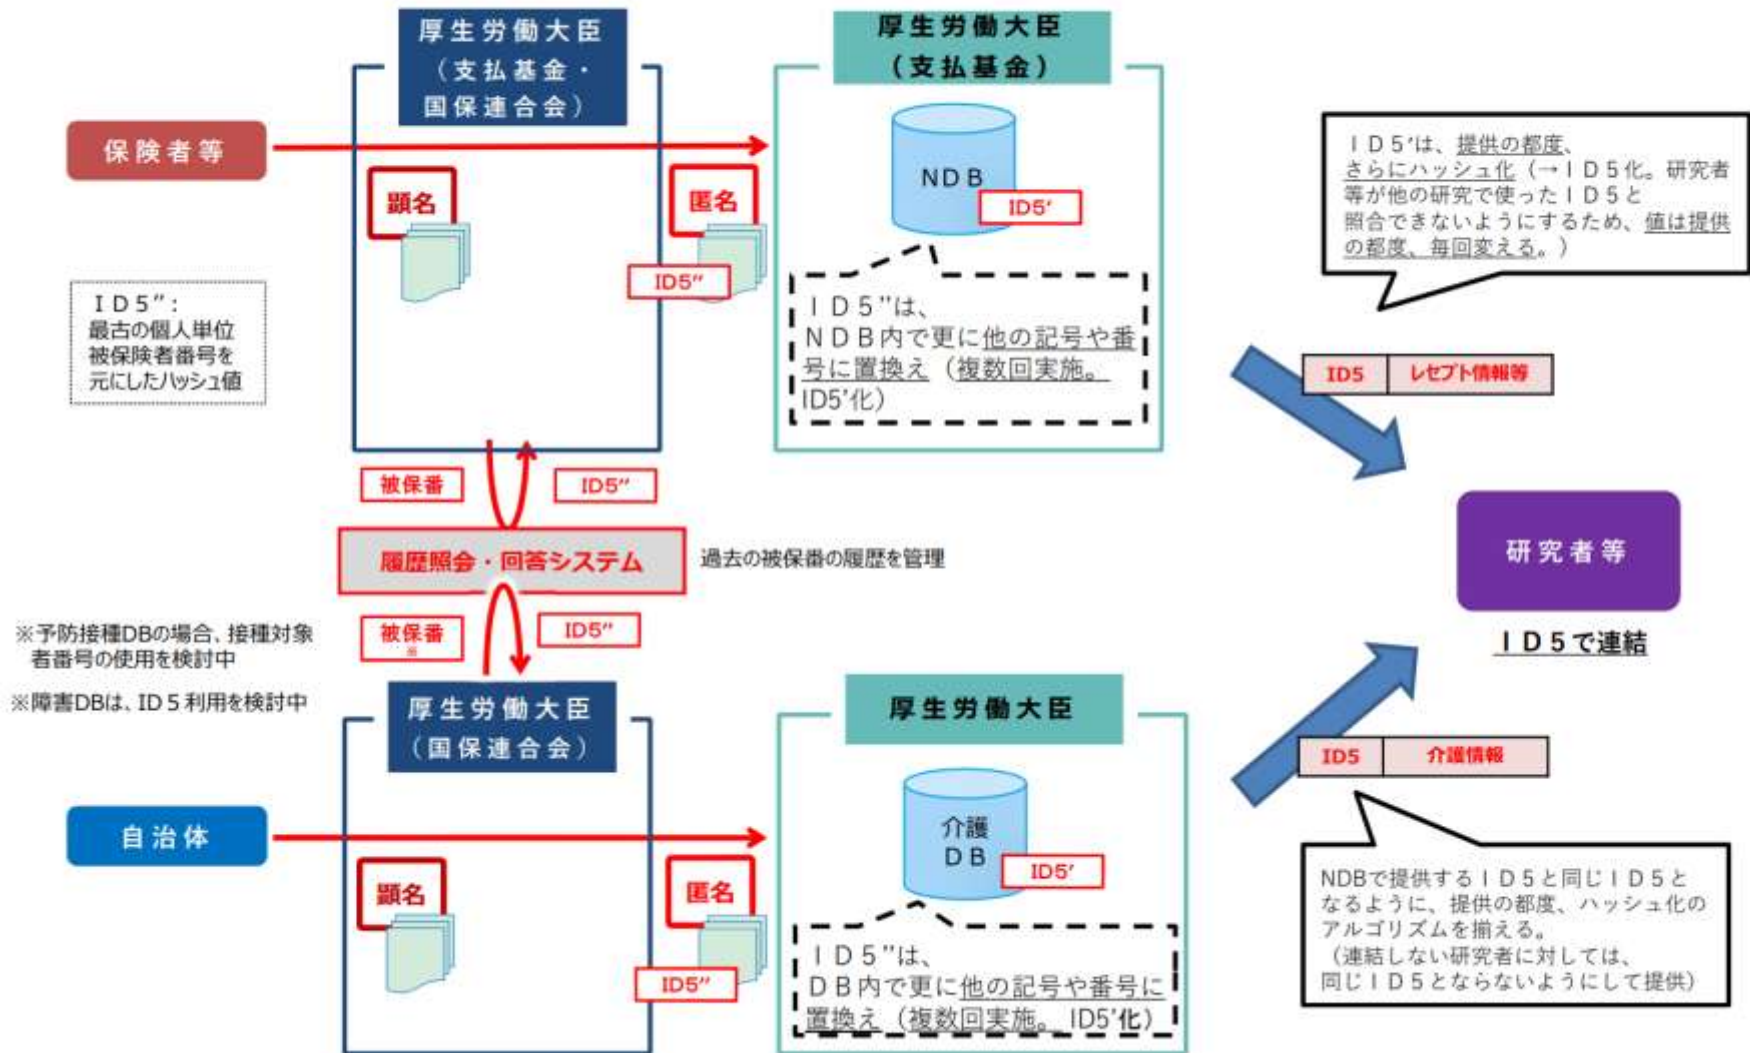 厚生労働大臣
（支払基金・
国保連合会）
厚生労働大臣
（支払基金）
保険者等
顕名
匿名
ID5''
NDB
ID5'
ＩＤ５'は、提供の都度、
さらにハッシュ化（→ＩＤ５化。研究者
等が他の研究で使ったＩＤ５と
照合できないようにするため、値は提供
の都度、毎回変える。）
ＩＤ５''：
最古の個人単位
被保険者番号を
元にしたハッシュ値
ＩＤ５''は、
ＮＤＢ内で更に他の記号や番
号に置換え（複数回実施。
ID5'化）
ID5
レセプト情報等
被保番
ID5''
履歴照会・回答システム
過去の被保番の履歴を管理
研究者等
ＩＤ５で連結
被保番
※
ID5''
※予防接種DBの場合、接種対象
者番号の使用を検討中
※障害DBは、ID５利用を検討中
厚生労働大臣
（国保連合会）
厚生労働大臣
自治体
顕名
匿名
ID5''
介護
ＤＢ
ID5'
ＩＤ５''は、
ＤＢ内で更に他の記号や番号に
置換え（複数回実施。 ID5'化）
ID5
介護情報
NDBで提供するＩＤ５と同じＩＤ５と
なるように、提供の都度、ハッシュ化の
アルゴリズムを揃える。
（連結しない研究者に対しては、
同じＩＤ５とならないようにして提供）